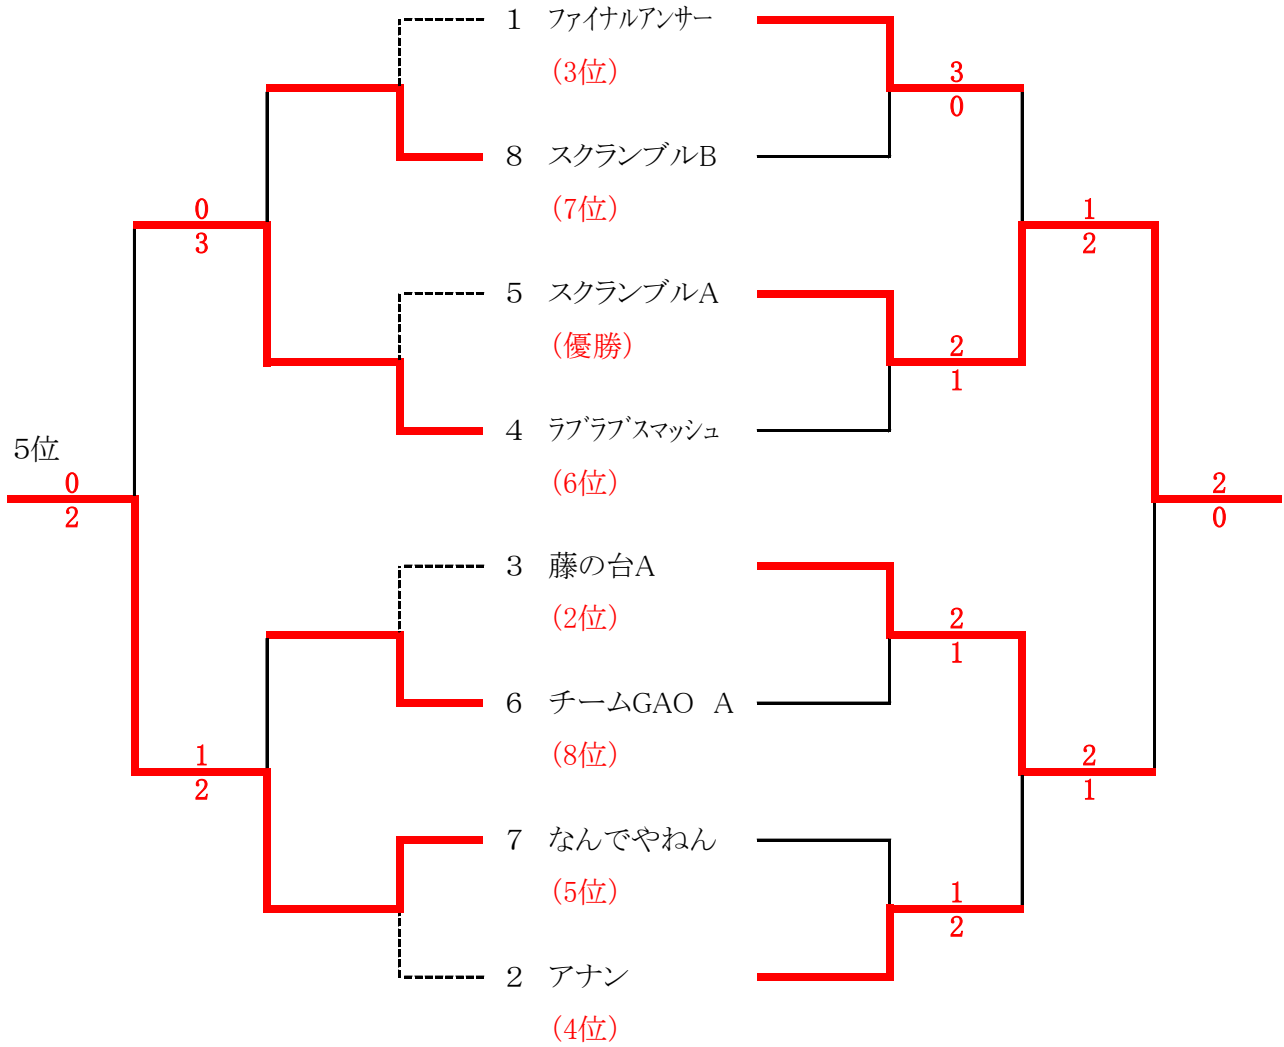 1 ファイナルアンサー
(3位)
3
0
8 スクランブルB
(7位)
0
3
1
2
5 スクランブルA
(優勝)
2
1
4 ラブラブスマッシュ
(6位)
5位
0
2
2
0
3 藤の台A
(2位)
2
1
6 チームGAO A
(8位)
1
2
2
1
7 なんでやねん
(5位)
1
2
2 アナン
(4位)